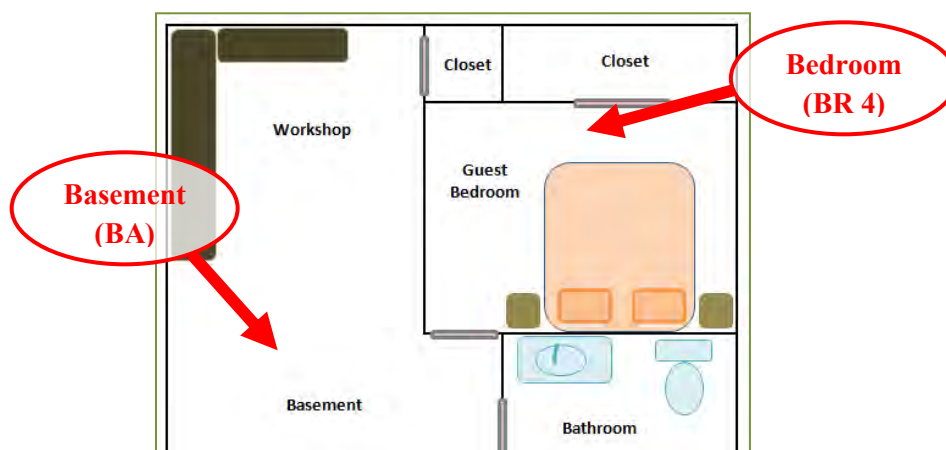 Closet
Closet
Bedroom
(BR 4)
Workshop
Guest
Bedroom
Basement
(BA)
Basement
Bathroom